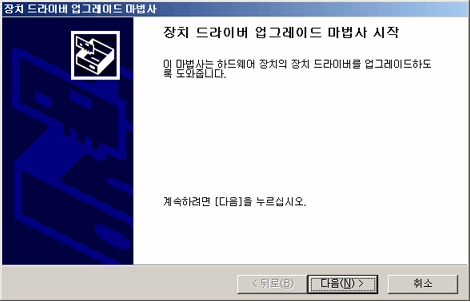 장치 드라이버 업그레이드 마법사
장치 드라이버 업그레이드 마법사 시작
이 마법사는 하드웨어 장치의 장치 드라이버를 업그레이드하도
록 도와줍니다.
계속하려면 [다음]을 누르십시오.
< 뒤로(B)
다음(N) >
취소